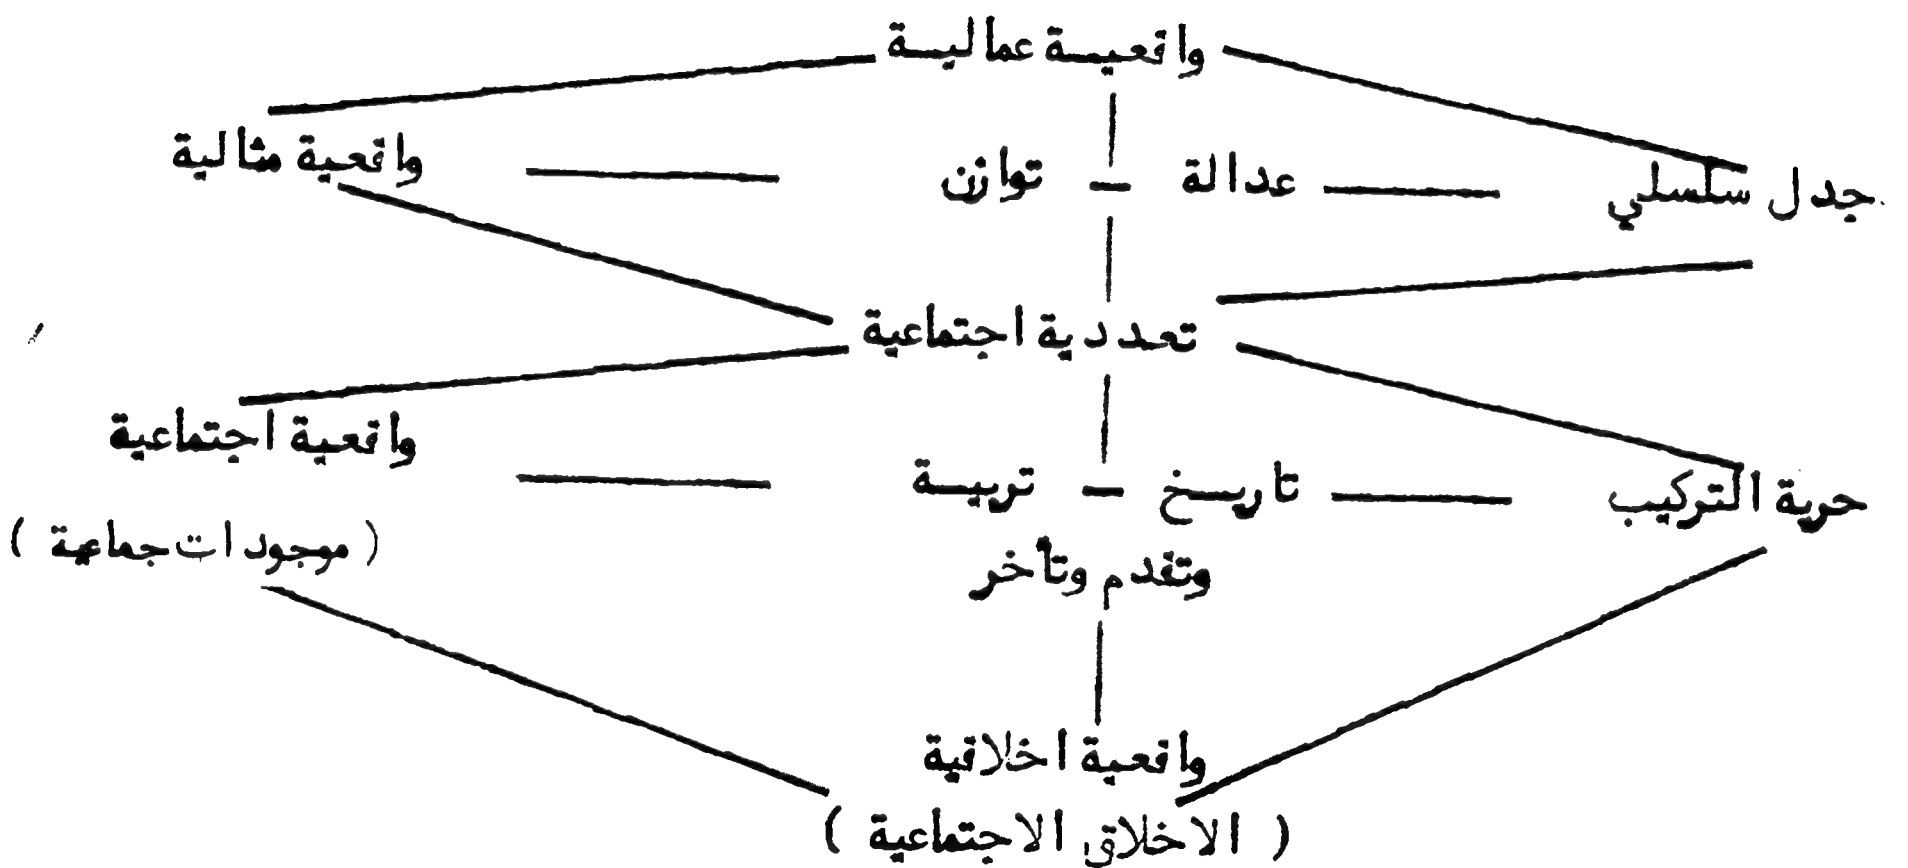 واقعية عمالية
جدل سلسلي — عدالة — توازن — واقعية مثالية
تعددية اجتماعية
حرية التركيب — تاريخ — تربية — واقعية اجتماعية
وتقدم وتأخر
( موجودات جماعية )
واقعية اخلاقية
( الاخلاق الاجتماعية )